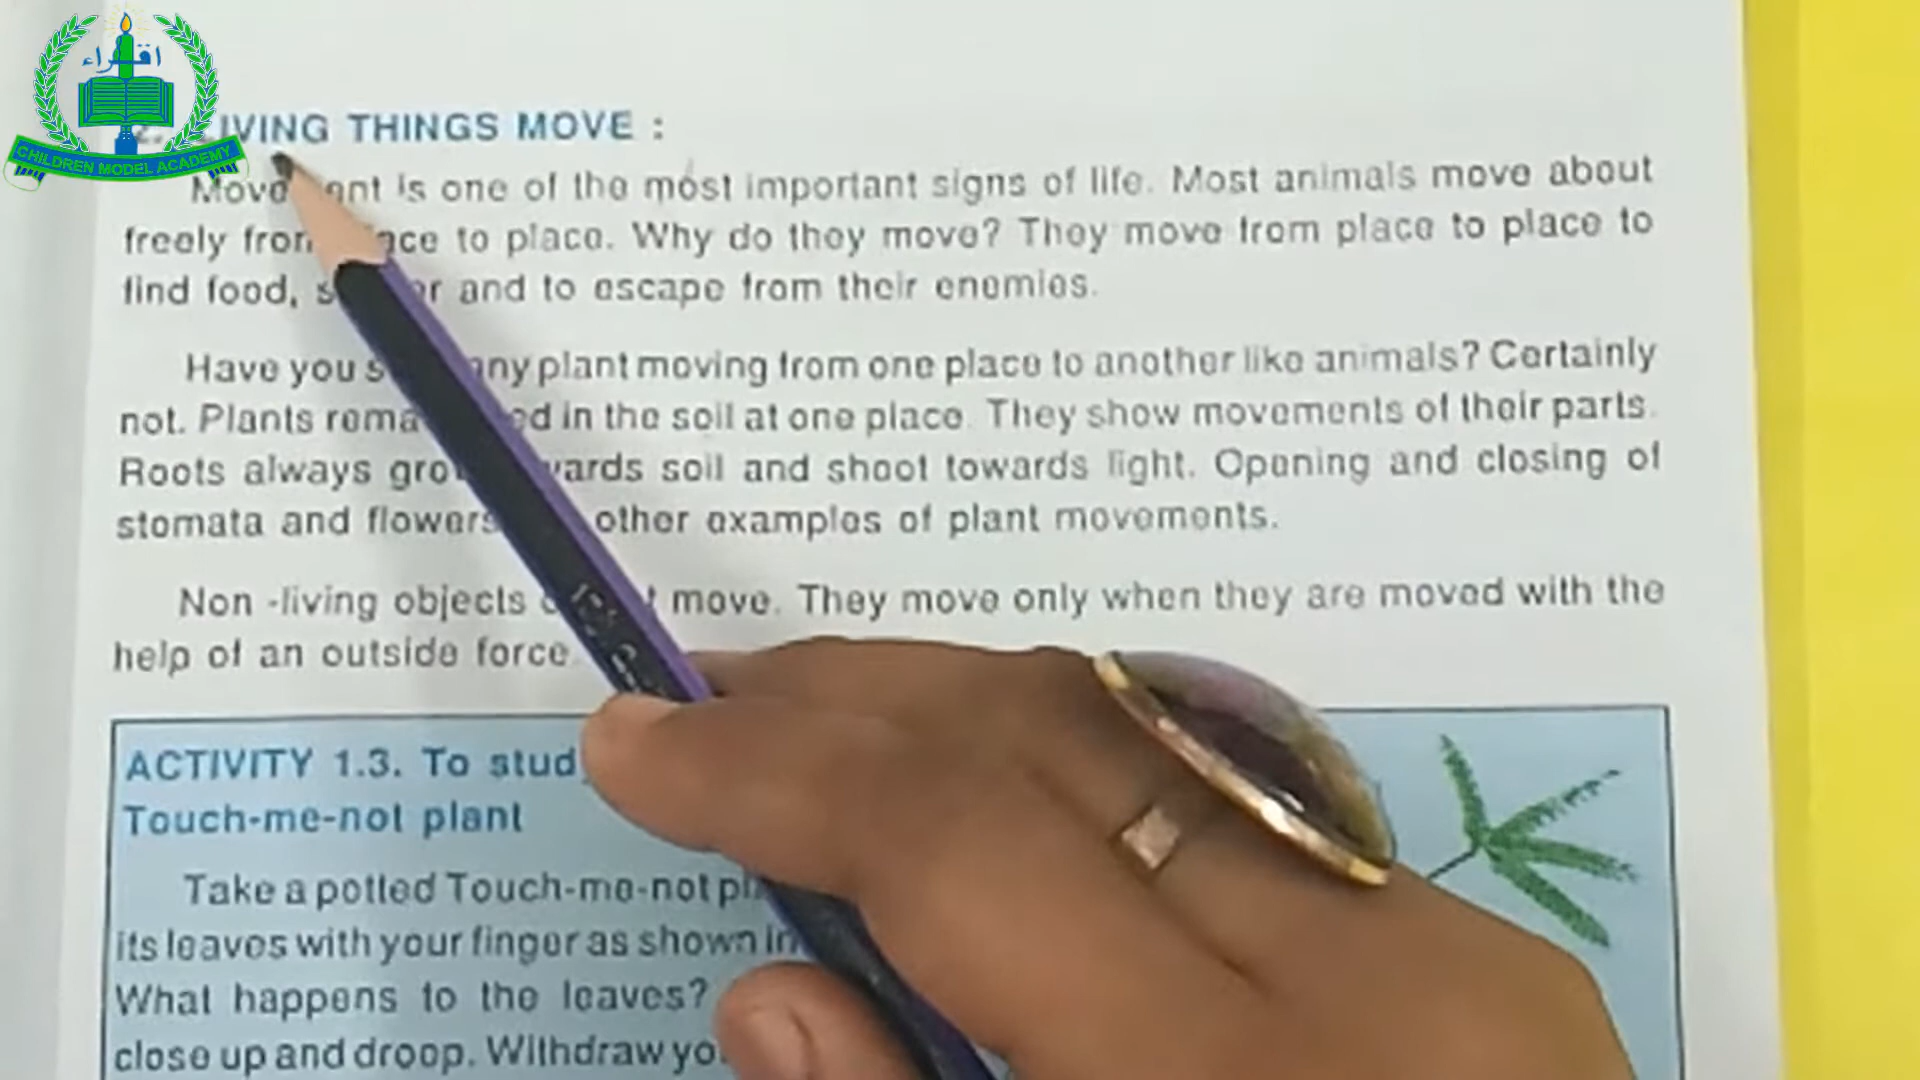 اقراء
CHILDREN MODEL ACADEMY
LIVING THINGS MOVE :
is one of the most important signs of life. Most animals move about
freely from place to place. Why do they move? They move from place to place to
find food, and to escape from their enemies.
Have you any plant moving from one place to another like animals? Certainly
not. Plants in the soil at one place. They show movements of their parts.
Roots always soil and shoot towards light. Opening and closing of
stomata and flowers other examples of plant movements.
Non -living objects move. They move only when they are moved with the
help of an outside force.
ACTIVITY 1.3. To study
Touch-me-not plant
Take a potted Touch-me-not
its leaves with your finger as shown in
What happens to the leaves?
close up and droop. Withdraw